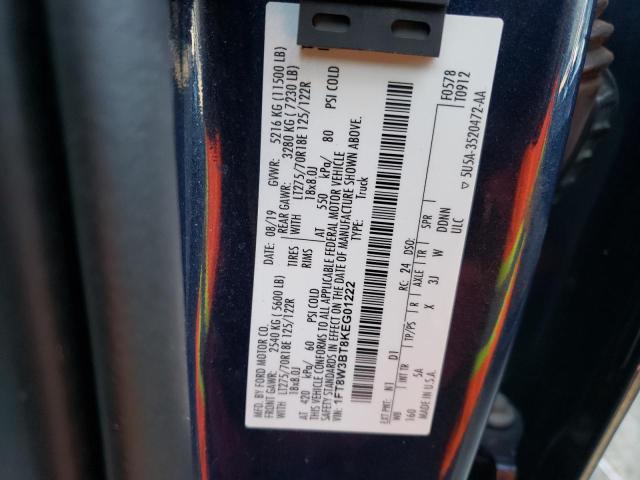 MFD. BY FORD MOTOR CO.
DATE: 08/19 GVWR: 5216 KG (11500 LB)
FRONT GAWR: 2540 KG (5600 LB) REAR GAWR: 3280 KG (7230 LB)
WITH LT275/70R18E 125/122R TIRES WITH LT275/70R18E 125/122R
18x8.0J RIMS 18x8.0J
AT 420 kPa/ 60 PSI COLD AT 550 kPa/ 80 PSI COLD
THIS VEHICLE CONFORMS TO ALL APPLICABLE FEDERAL MOTOR VEHICLE
SAFETY STANDARDS IN EFFECT ON THE DATE OF MANUFACTURE SHOWN ABOVE.
VIN: 1FT8W3BT8KEG01222 TYPE: Truck
F0578
T0912
EXT PNT: N1 D1 RC: 24 DSO:
WB INT TR TP/PS R AXLE TR SPR
160 5A X 3J W DDNN
MADE IN U.S.A. ULC
▽ 5U5A-3520472-AA